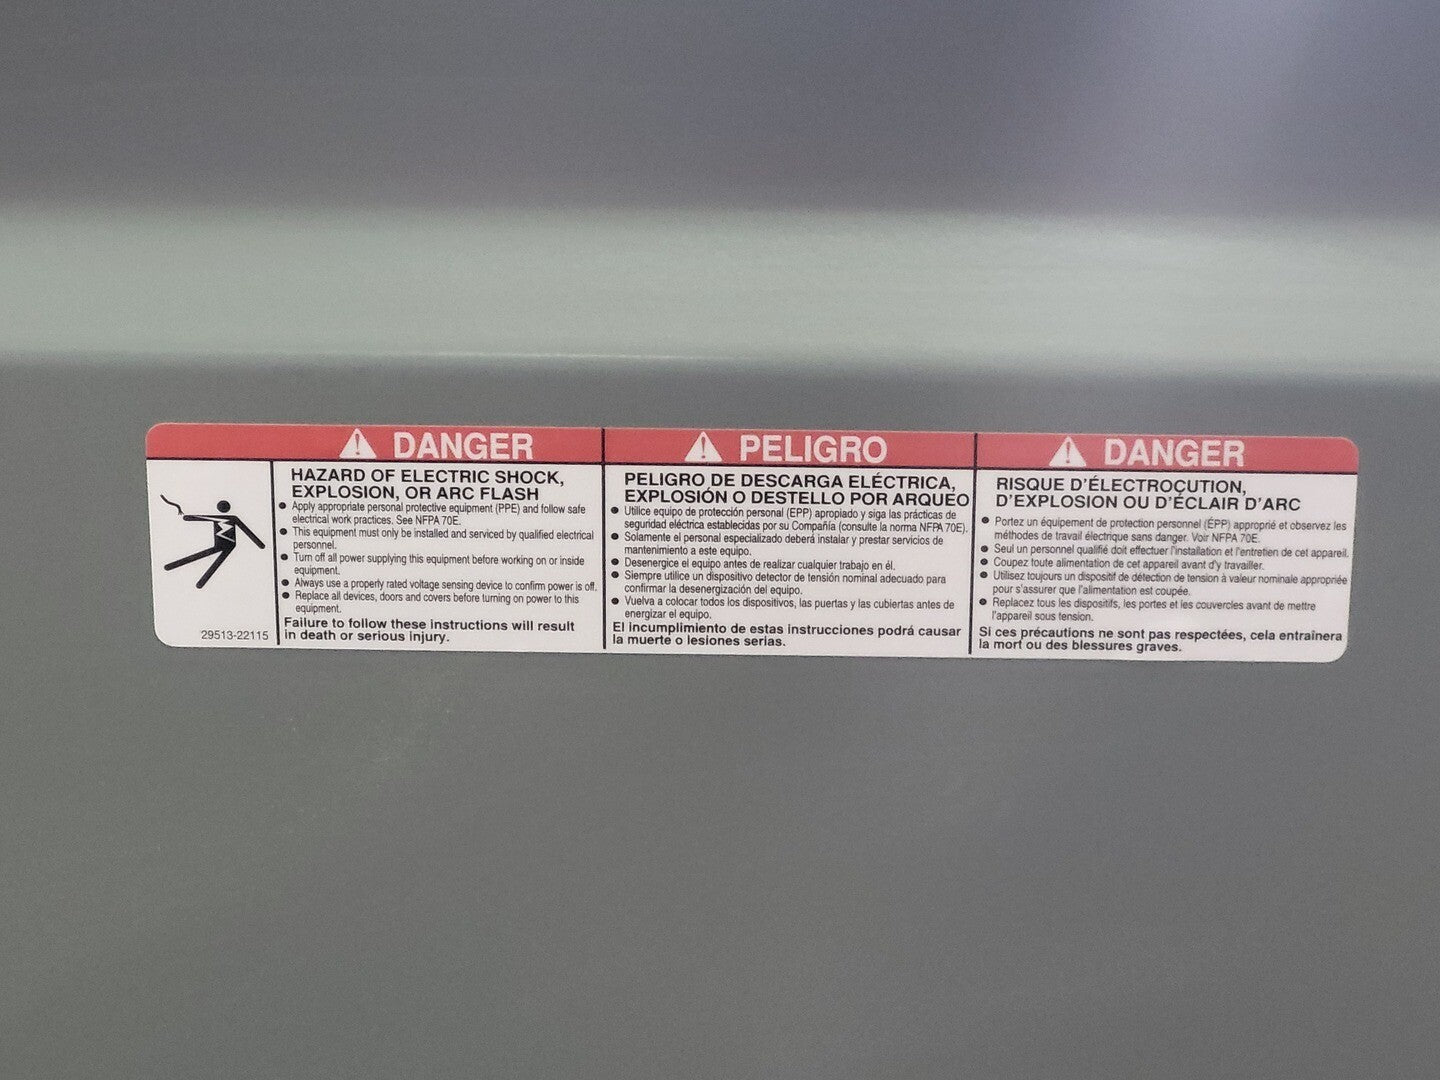 DANGER
HAZARD OF ELECTRIC SHOCK,
EXPLOSION, OR ARC FLASH
● Apply appropriate personal protective equipment (PPE) and follow safe
electrical work practices. See NFPA 70E.
● This equipment must only be installed and serviced by qualified electrical
personnel.
● Turn off all power supplying this equipment before working on or inside
equipment.
● Always use a properly rated voltage sensing device to confirm power is off.
● Replace all devices, doors and covers before turning on power to this
equipment.
Failure to follow these instructions will result
in death or serious injury.
29513-22115
PELIGRO
PELIGRO DE DESCARGA ELÉCTRICA,
EXPLOSIÓN O DESTELLO POR ARQUEO
● Utilice equipo de protección personal (EPP) apropiado y siga las prácticas de
seguridad eléctrica establecidas por su Compañía (consulte la norma NFPA 70E).
● Solamente el personal especializado deberá instalar y prestar servicios de
mantenimiento a este equipo.
● Desenergice el equipo antes de realizar cualquier trabajo en él.
● Siempre utilice un dispositivo detector de tensión nominal adecuado para
confirmar la desenergización del equipo.
● Vuelva a colocar todos los dispositivos, las puertas y las cubiertas antes de
energizar el equipo.
El incumplimiento de estas instrucciones podrá causar
la muerte o lesiones serias.
DANGER
RISQUE D'ÉLECTROCUTION,
D'EXPLOSION OU D'ÉCLAIR D'ARC
● Portez un équipement de protection personnel (ÉPP) approprié et observez les
méthodes de travail électrique sans danger. Voir NFPA 70E.
● Seul un personnel qualifié doit effectuer l'installation et l'entretien de cet appareil.
● Coupez toute alimentation de cet appareil avant d'y travailler.
● Utilisez toujours un dispositif de détection de tension à valeur nominale appropriée
pour s'assurer que l'alimentation est coupée.
● Replacez tous les dispositifs, les portes et les couvercles avant de mettre
l'appareil sous tension.
Si ces précautions ne sont pas respectées, cela entraînera
la mort ou des blessures graves.